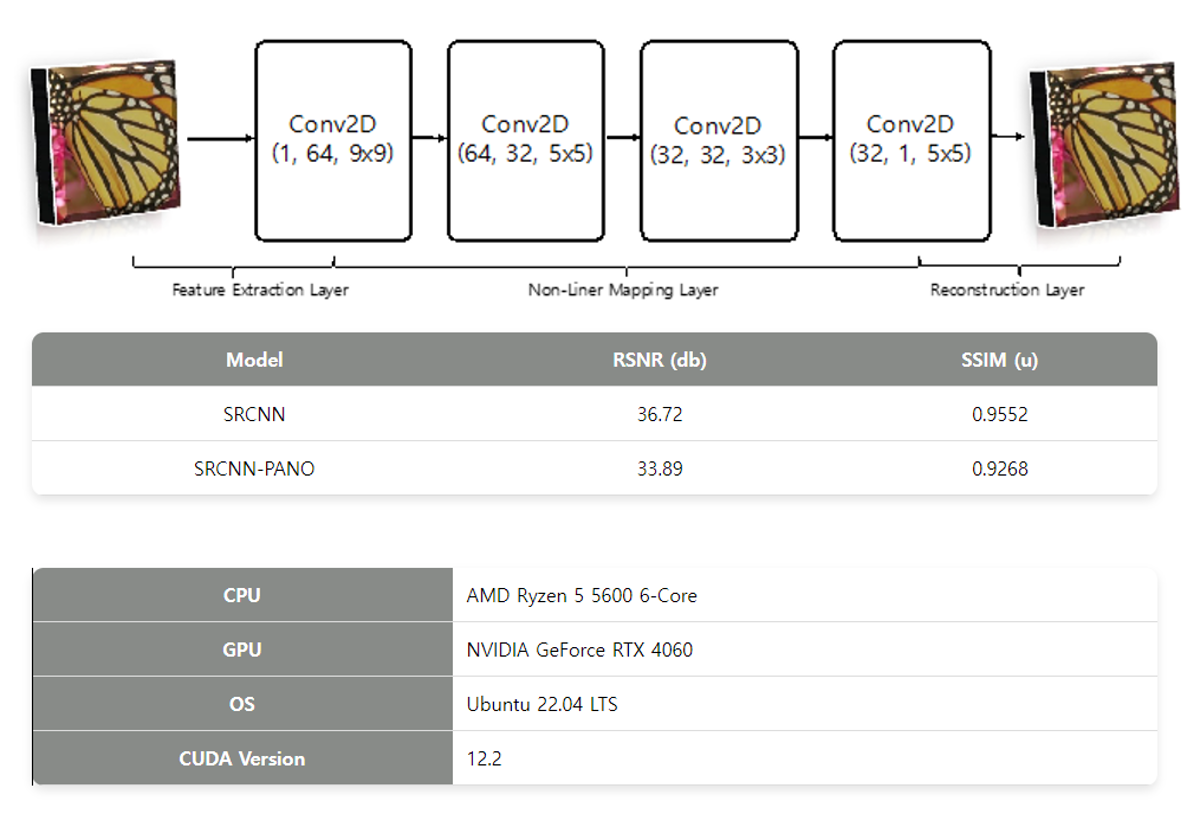 Conv2D
(1, 64, 9x9)
Conv2D
(64, 32, 5x5)
Conv2D
(32, 32, 3x3)
Conv2D
(32, 1, 5x5)
Feature Extraction Layer
Non-Liner Mapping Layer
Reconstruction Layer
Model RSNR (db) SSIM (u)
SRCNN 36.72 0.9552
SRCNN-PANO 33.89 0.9268
CPU AMD Ryzen 5 5600 6-Core
GPU NVIDIA GeForce RTX 4060
OS Ubuntu 22.04 LTS
CUDA Version 12.2